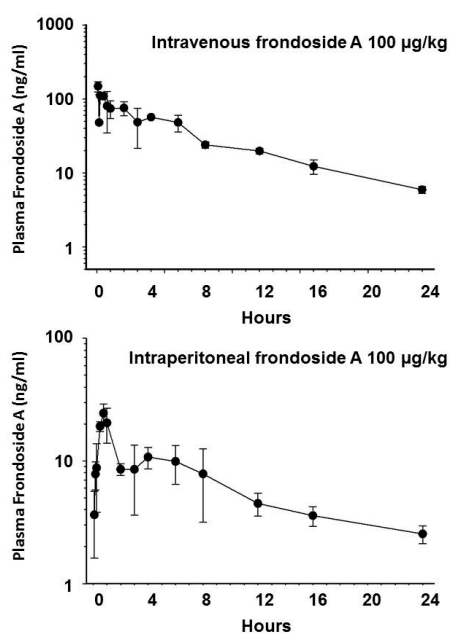 Intravenous frondoside A 100 µg/kg
Plasma Frondoside A (ng/ml)
1000
100
10
1
0 4 8 12 16 20 24
Hours
Intraperitoneal frondoside A 100 µg/kg
Plasma Frondoside A (ng/ml)
100
10
1
0 4 8 12 16 20 24
Hours